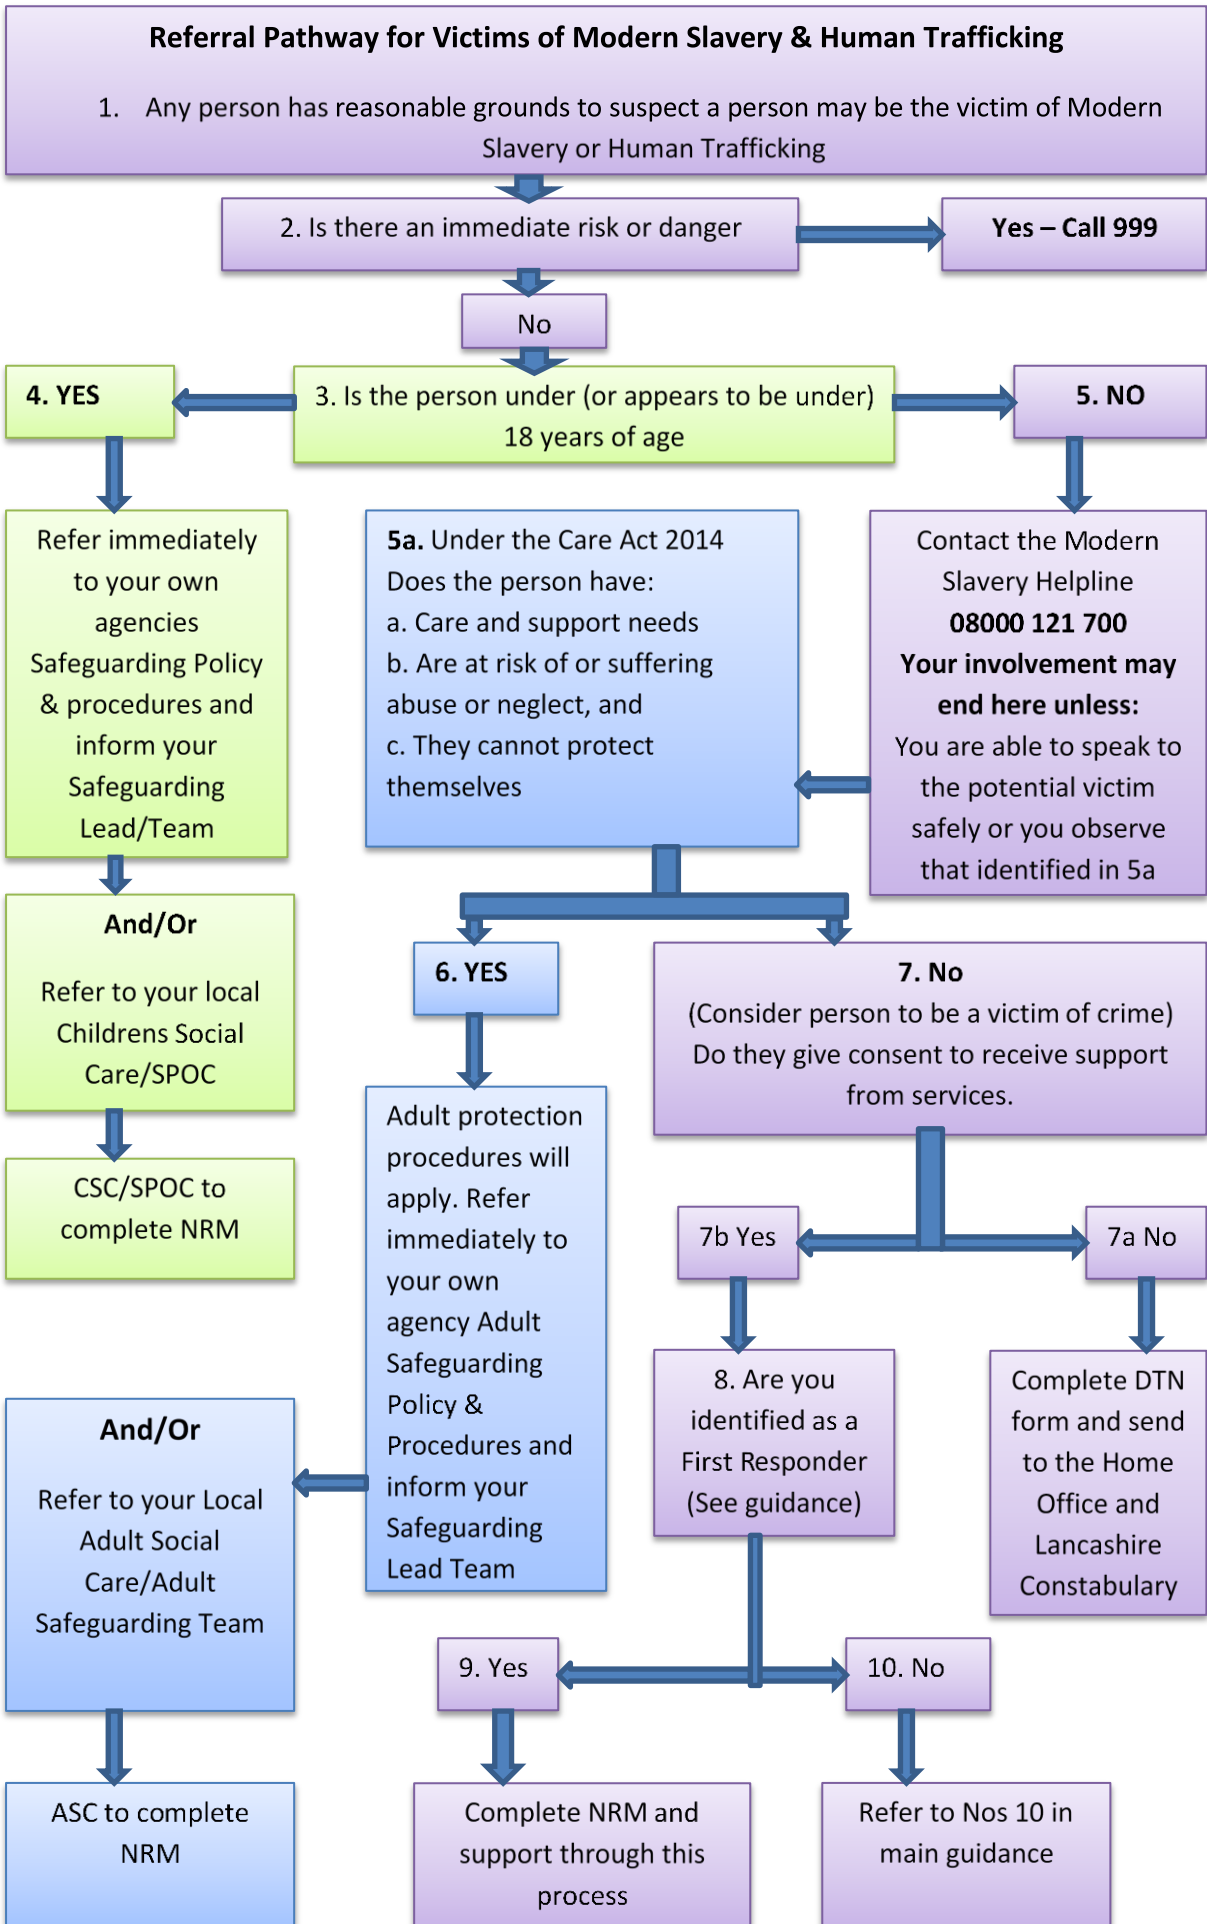 Referral Pathway for Victims of Modern Slavery & Human Trafficking
1. Any person has reasonable grounds to suspect a person may be the victim of Modern
Slavery or Human Trafficking
2. Is there an immediate risk or danger
Yes – Call 999
No
4. YES
3. Is the person under (or appears to be under)
18 years of age
5. NO
Refer immediately
to your own
agencies
Safeguarding Policy
& procedures and
inform your
Safeguarding
Lead/Team
5a. Under the Care Act 2014
Does the person have:
a. Care and support needs
b. Are at risk of or suffering
abuse or neglect, and
c. They cannot protect
themselves
Contact the Modern
Slavery Helpline
08000 121 700
Your involvement may
end here unless:
You are able to speak to
the potential victim
safely or you observe
that identified in 5a
And/Or
Refer to your local
Childrens Social
Care/SPOC
6. YES
7. No
(Consider person to be a victim of crime)
Do they give consent to receive support
from services.
CSC/SPOC to
complete NRM
Adult protection
procedures will
apply. Refer
immediately to
your own
agency Adult
Safeguarding
Policy &
Procedures and
inform your
Safeguarding
Lead Team
7b Yes
7a No
8. Are you
identified as a
First Responder
(See guidance)
Complete DTN
form and send
to the Home
Office and
Lancashire
Constabulary
And/Or
Refer to your Local
Adult Social
Care/Adult
Safeguarding Team
9. Yes
10. No
ASC to complete
NRM
Complete NRM and
support through this
process
Refer to Nos 10 in
main guidance